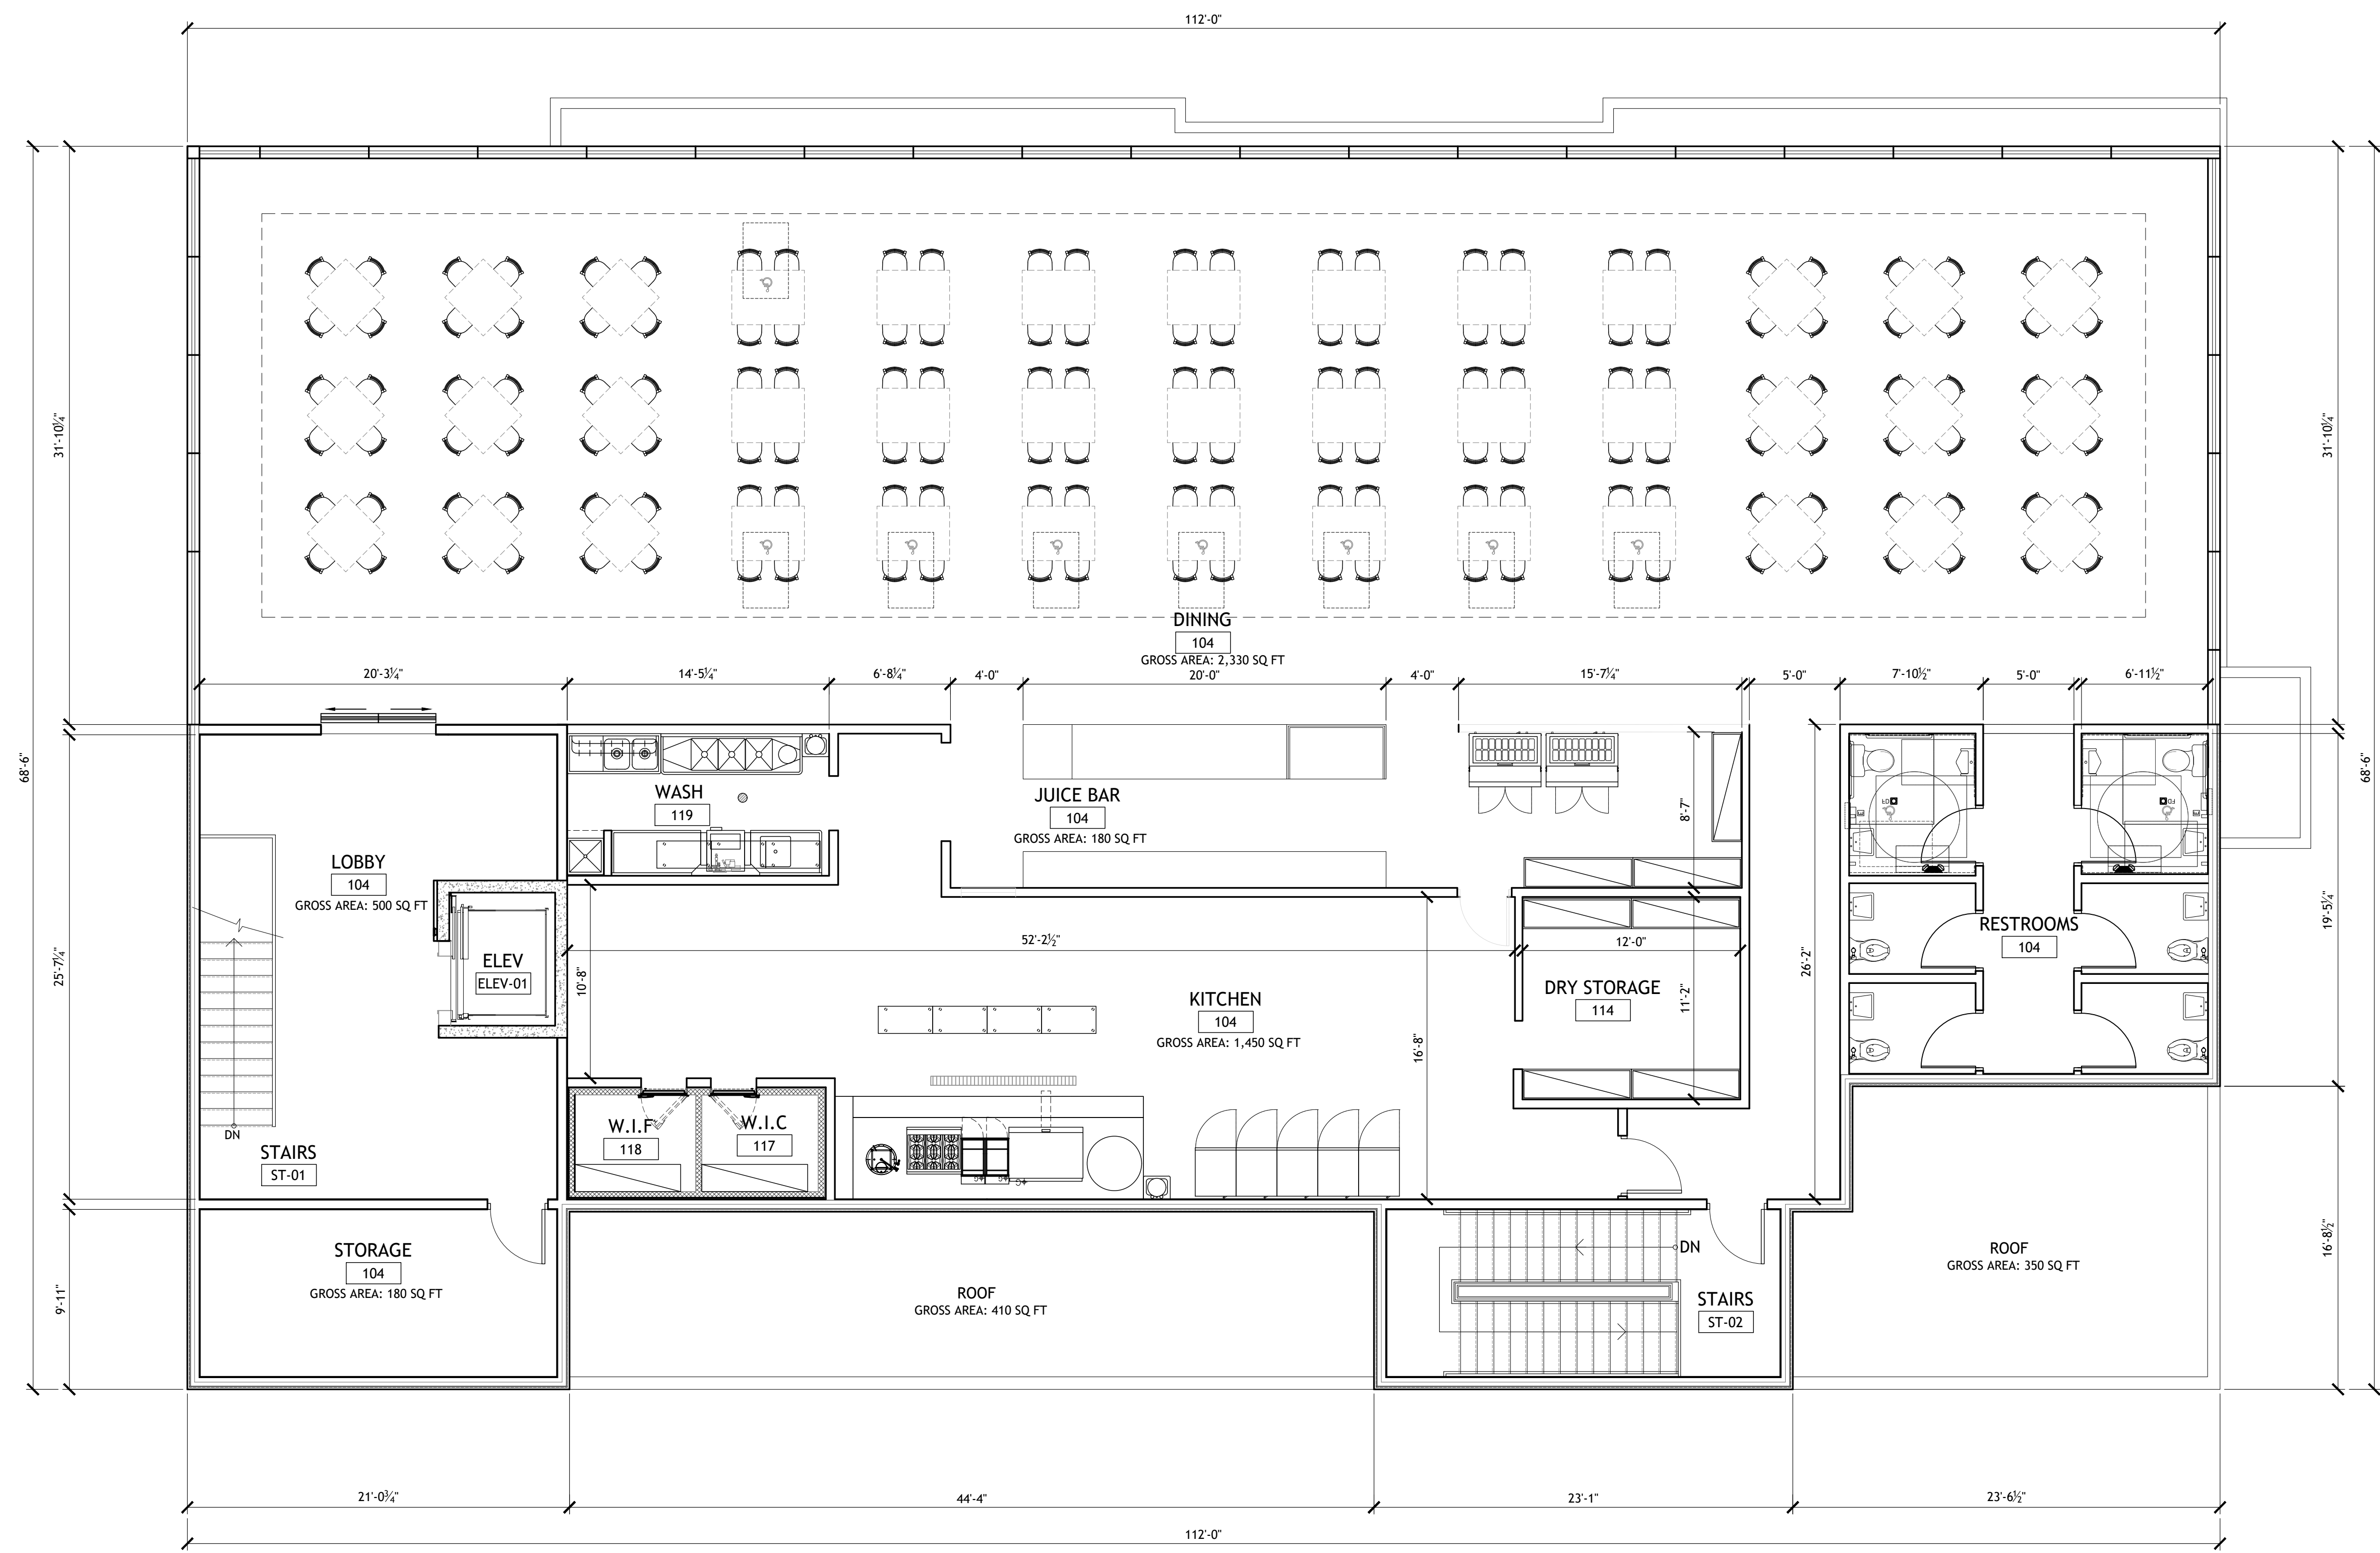 112'-0"
31'-10¼"
31'-10¼"
68'-6"
68'-6"
DINING
104
GROSS AREA: 2,330 SQ FT
20'-3¼"
14'-5¼"
6'-8¼"
4'-0"
20'-0"
4'-0"
15'-7¼"
5'-0"
7'-10½"
5'-0"
6'-11½"
WASH
119
JUICE BAR
104
GROSS AREA: 180 SQ FT
8'-7"
FD
FD
LOBBY
104
GROSS AREA: 500 SQ FT
25'-7¼"
19'-5¼"
RESTROOMS
104
26'-2"
ELEV
ELEV-01
10'-8"
52'-2½"
12'-0"
KITCHEN
104
GROSS AREA: 1,450 SQ FT
16'-8"
DRY STORAGE
114
11'-2"
W.I.F
118
W.I.C
117
DN
STAIRS
ST-01
STORAGE
104
GROSS AREA: 180 SQ FT
9'-11"
ROOF
GROSS AREA: 410 SQ FT
DN
STAIRS
ST-02
ROOF
GROSS AREA: 350 SQ FT
16'-8½"
21'-0¾"
44'-4"
23'-1"
23'-6½"
112'-0"